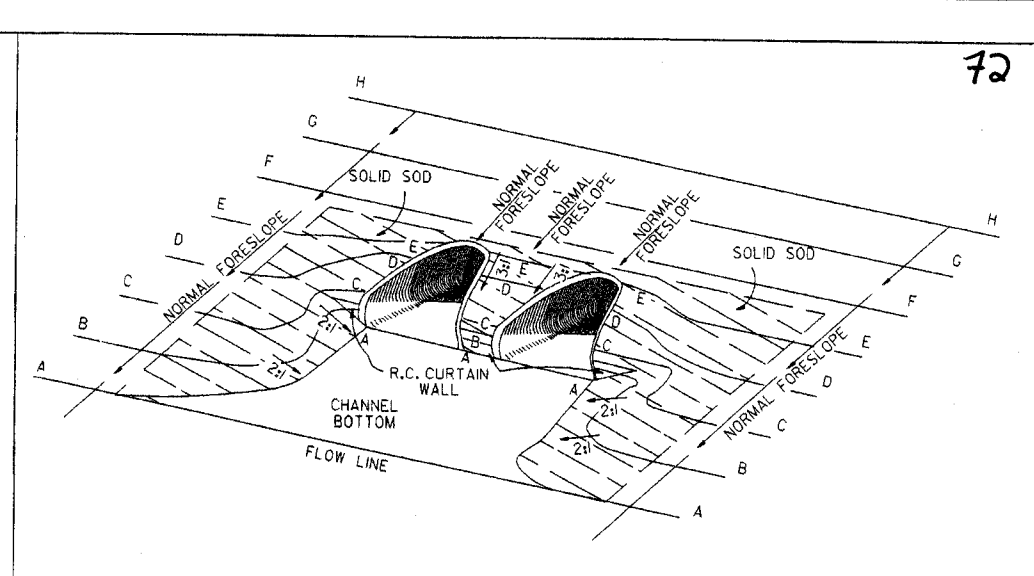 72
H
G
F
SOLID SOD
E
D
C
B
A
NORMAL FORESLOPE
NORMAL
FORESLOPE
NORMAL
FORESLOPE
NORMAL
FORESLOPE
H
G
F
E
D
C
B
A
SOLID SOD
NORMAL FORESLOPE
E
D
C
2:1
2:1
A
3:1
E
D
C
B
A
3:1
E
D
C
A
2:1
2:1
R.C. CURTAIN
WALL
CHANNEL
BOTTOM
FLOW LINE